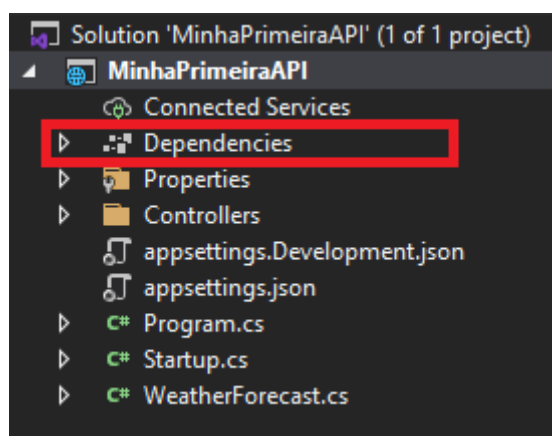 Solution 'MinhaPrimeiraAPI' (1 of 1 project)
MinhaPrimeiraAPI
Connected Services
Dependencies
Properties
Controllers
appsettings.Development.json
appsettings.json
C# Program.cs
C# Startup.cs
C# WeatherForecast.cs